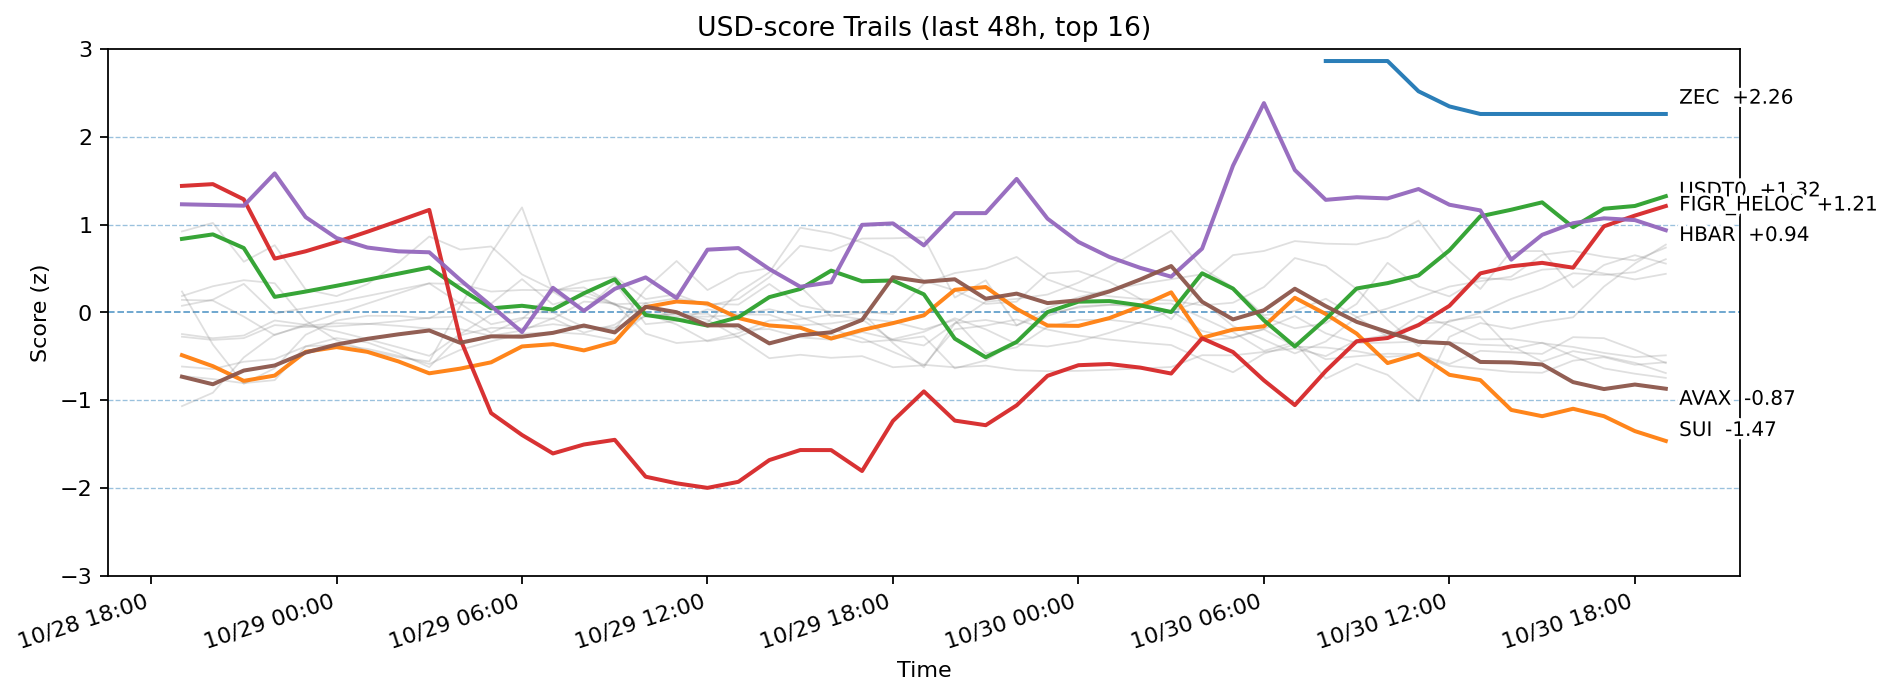 USD-score Trails (last 48h, top 16)
3
2
1
0
−1
−2
−3
Score (z)
ZEC +2.26
USDT0 +1.32
FIGR_HELOC +1.21
HBAR +0.94
AVAX -0.87
SUI -1.47
10/28 18:00
10/29 00:00
10/29 06:00
10/29 12:00
10/29 18:00
10/30 00:00
10/30 06:00
10/30 12:00
10/30 18:00
Time